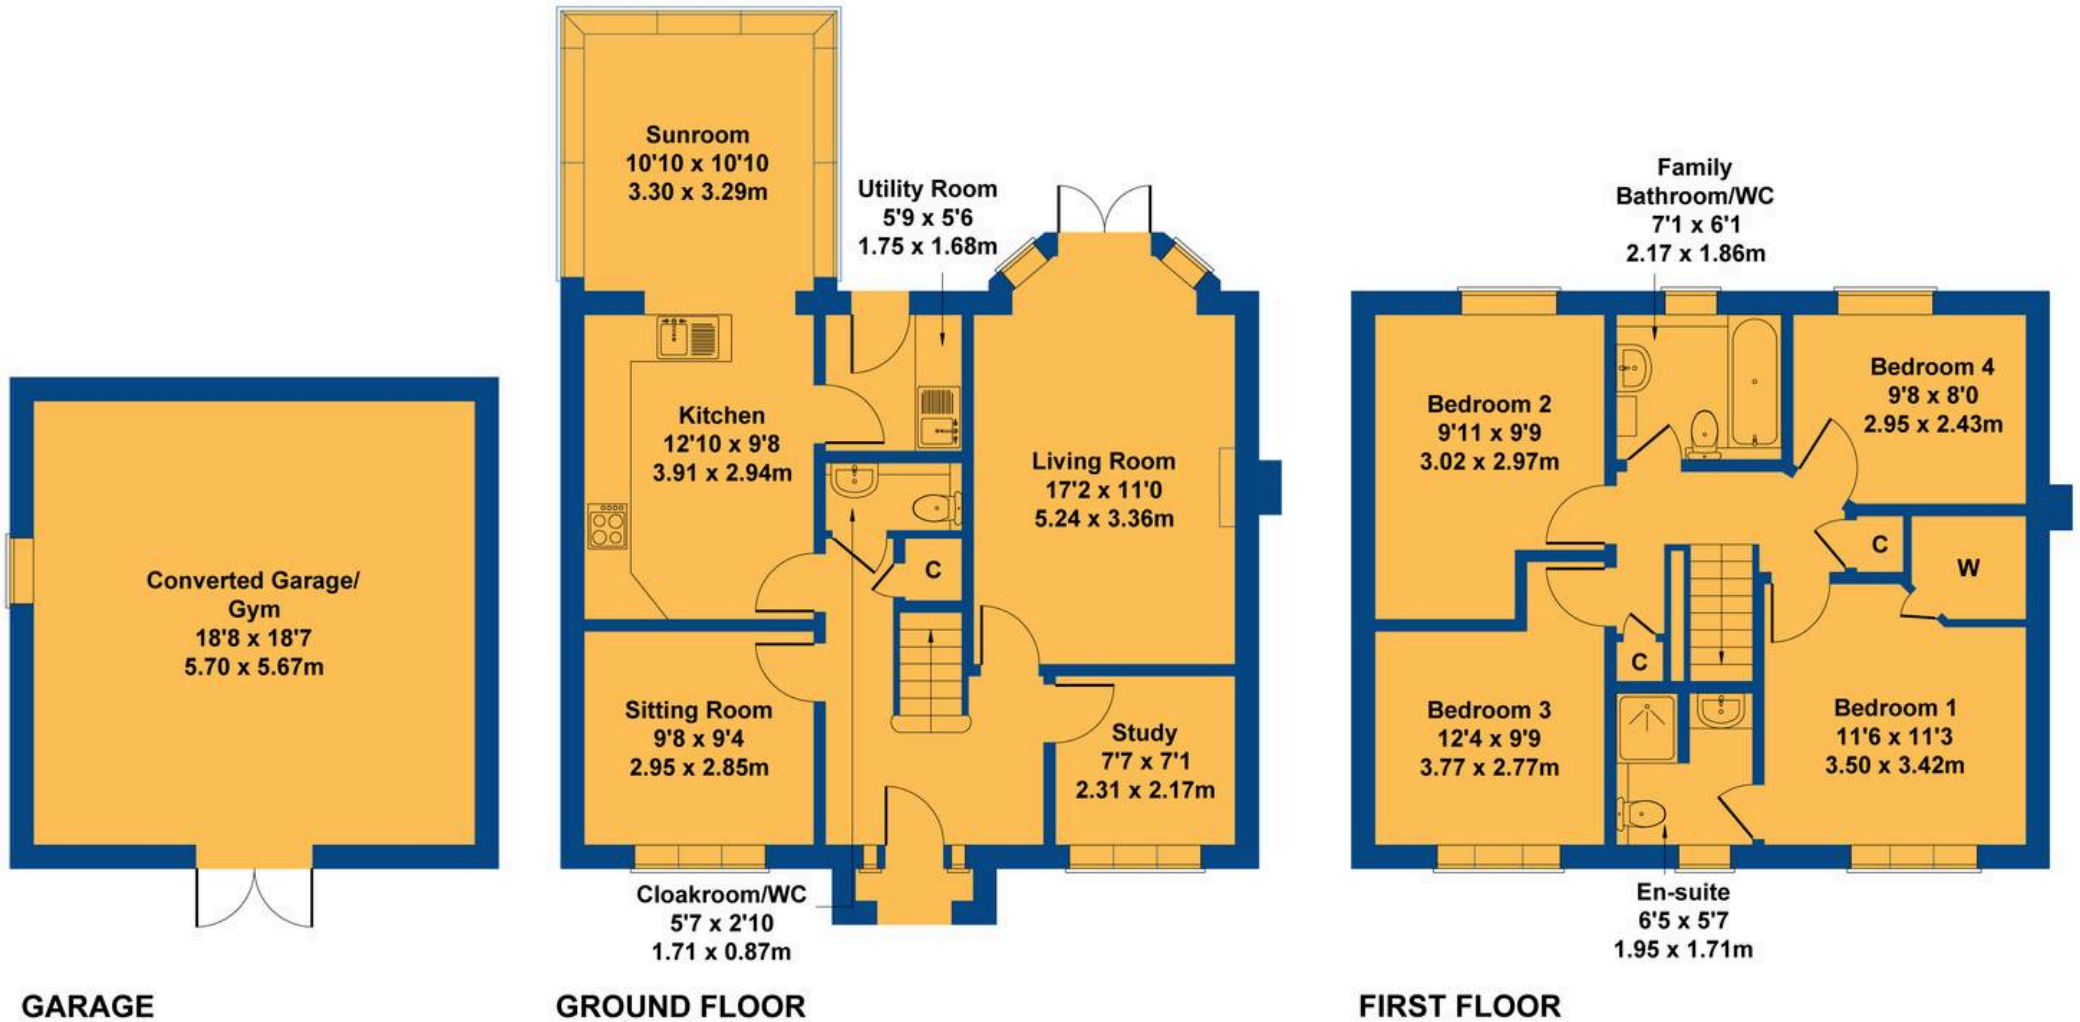 Converted Garage/
Gym
18'8 x 18'7
5.70 x 5.67m
GARAGE
Sunroom
10'10 x 10'10
3.30 x 3.29m
Utility Room
5'9 x 5'6
1.75 x 1.68m
Kitchen
12'10 x 9'8
3.91 x 2.94m
Living Room
17'2 x 11'0
5.24 x 3.36m
C
Sitting Room
9'8 x 9'4
2.95 x 2.85m
Study
7'7 x 7'1
2.31 x 2.17m
Cloakroom/WC
5'7 x 2'10
1.71 x 0.87m
GROUND FLOOR
Family
Bathroom/WC
7'1 x 6'1
2.17 x 1.86m
Bedroom 2
9'11 x 9'9
3.02 x 2.97m
Bedroom 4
9'8 x 8'0
2.95 x 2.43m
C
W
C
Bedroom 3
12'4 x 9'9
3.77 x 2.77m
Bedroom 1
11'6 x 11'3
3.50 x 3.42m
En-suite
6'5 x 5'7
1.95 x 1.71m
FIRST FLOOR